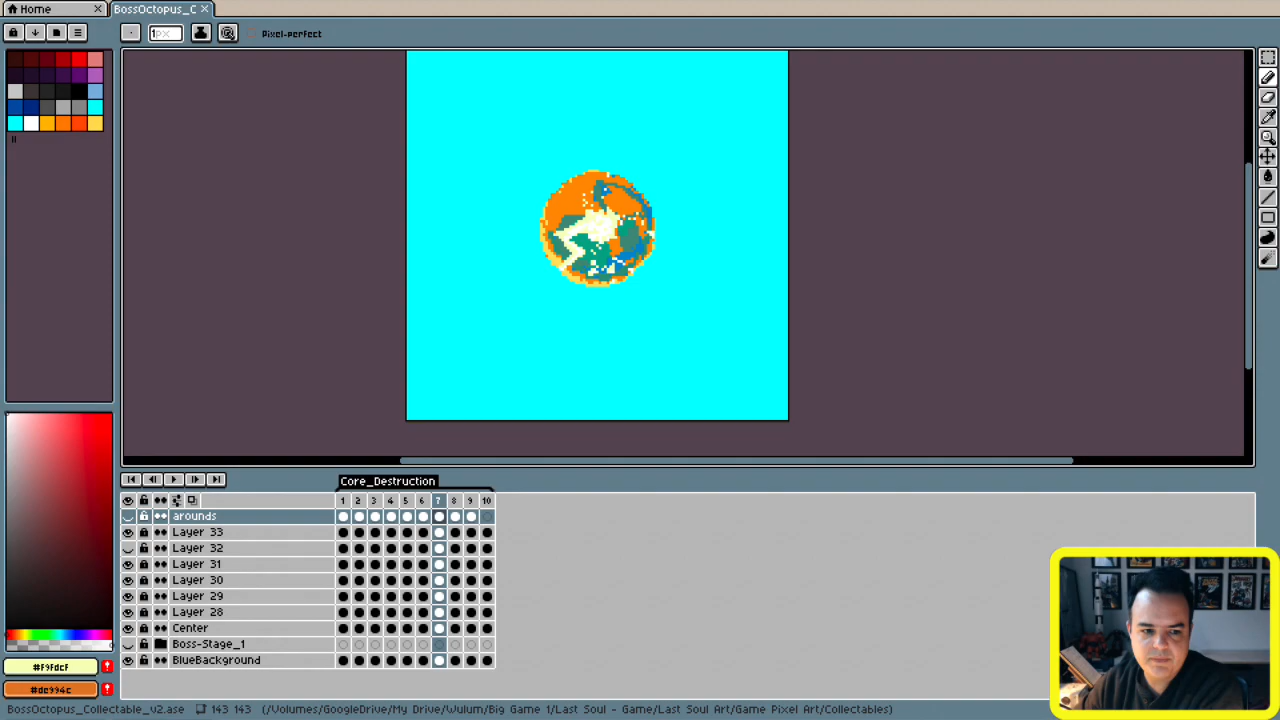 Home
BossOctopus_C
1px
Pixel-perfect
Core_Destruction
1 2 3 4 5 6 7 8 9 10
arounds
Layer 33
Layer 32
Layer 31
Layer 30
Layer 29
Layer 28
Center
Boss-Stage_1
BlueBackground
#F9FdcF
#de994c
BossOctopus_Collectable_v2.ase 143 143 (/Volumes/GoogleDrive/My Drive/Wulum/Big Game 1/Last Soul - Game/Last Soul Art/Game Pixel Art/Collectables)